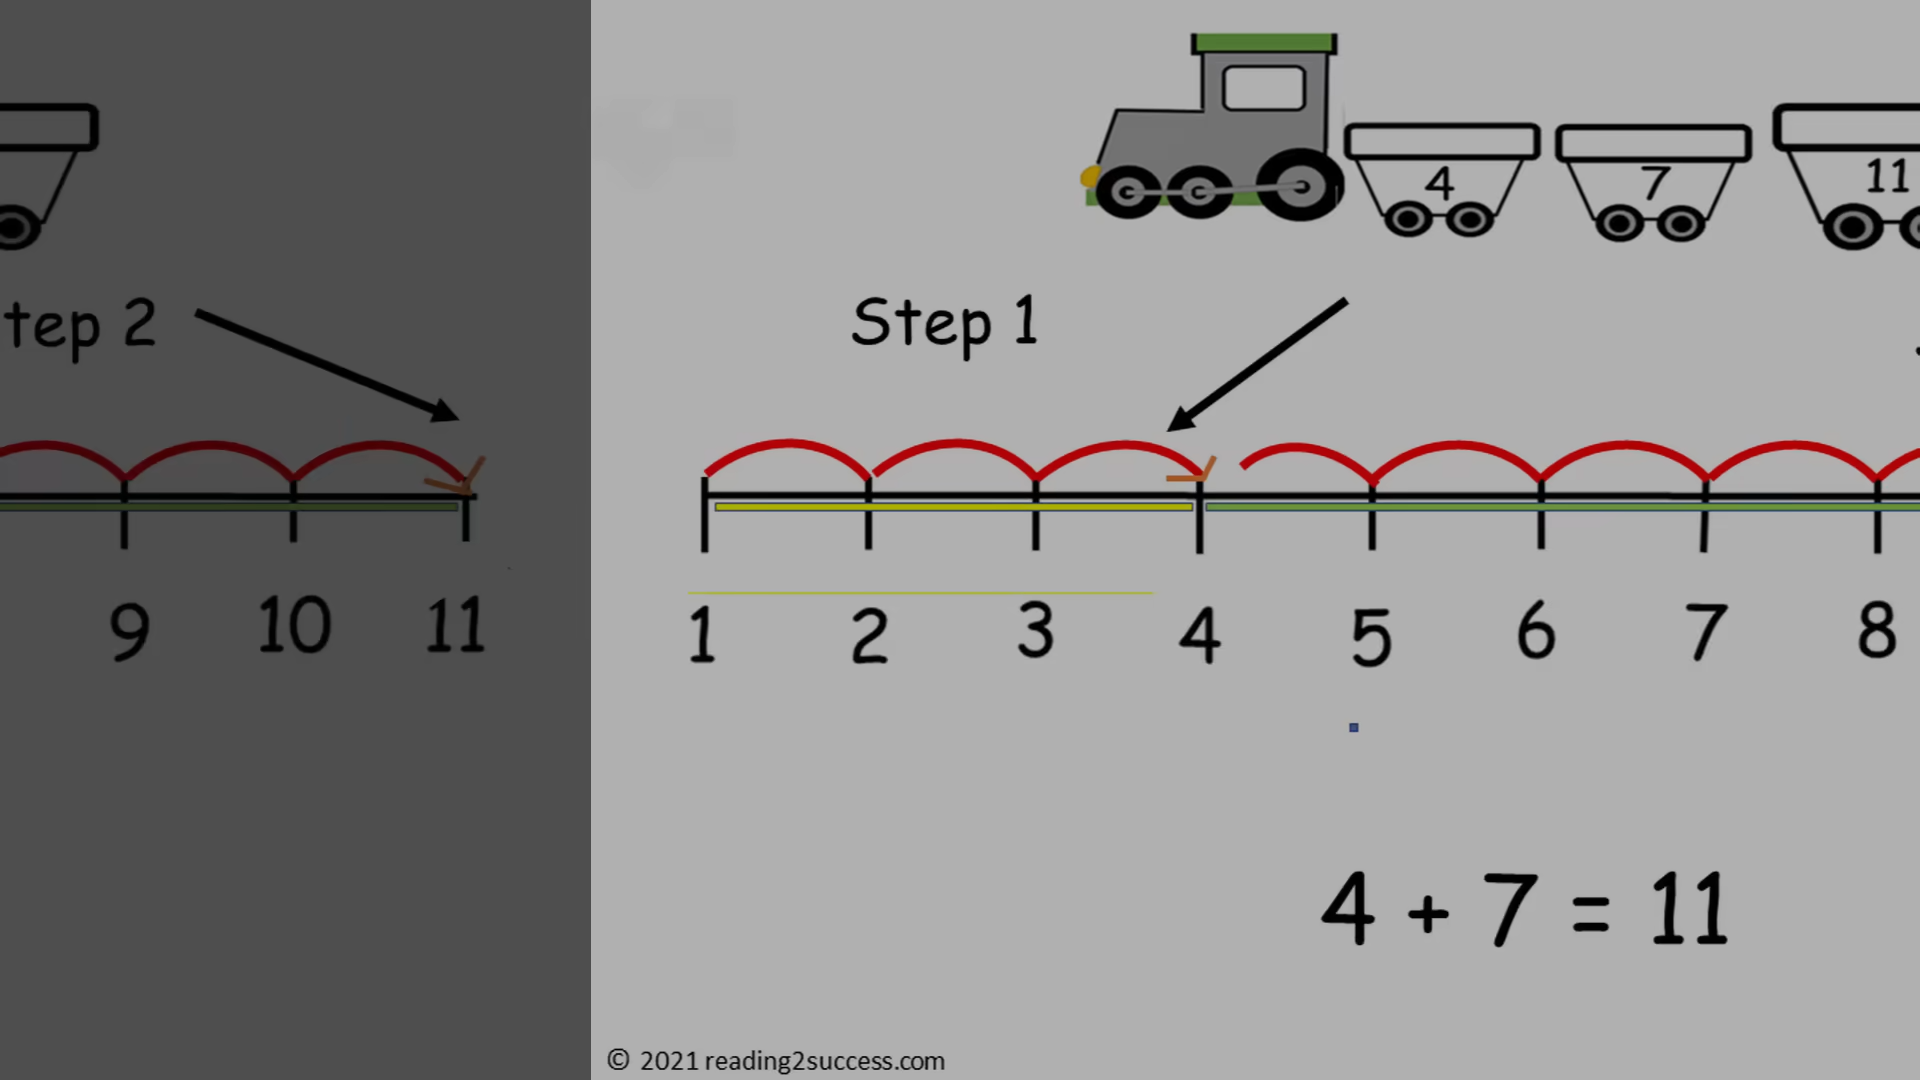 4 7 11
tep 2
Step 1
9 10 11
1 2 3 4 5 6 7 8
4 + 7 = 11
© 2021 reading2success.com